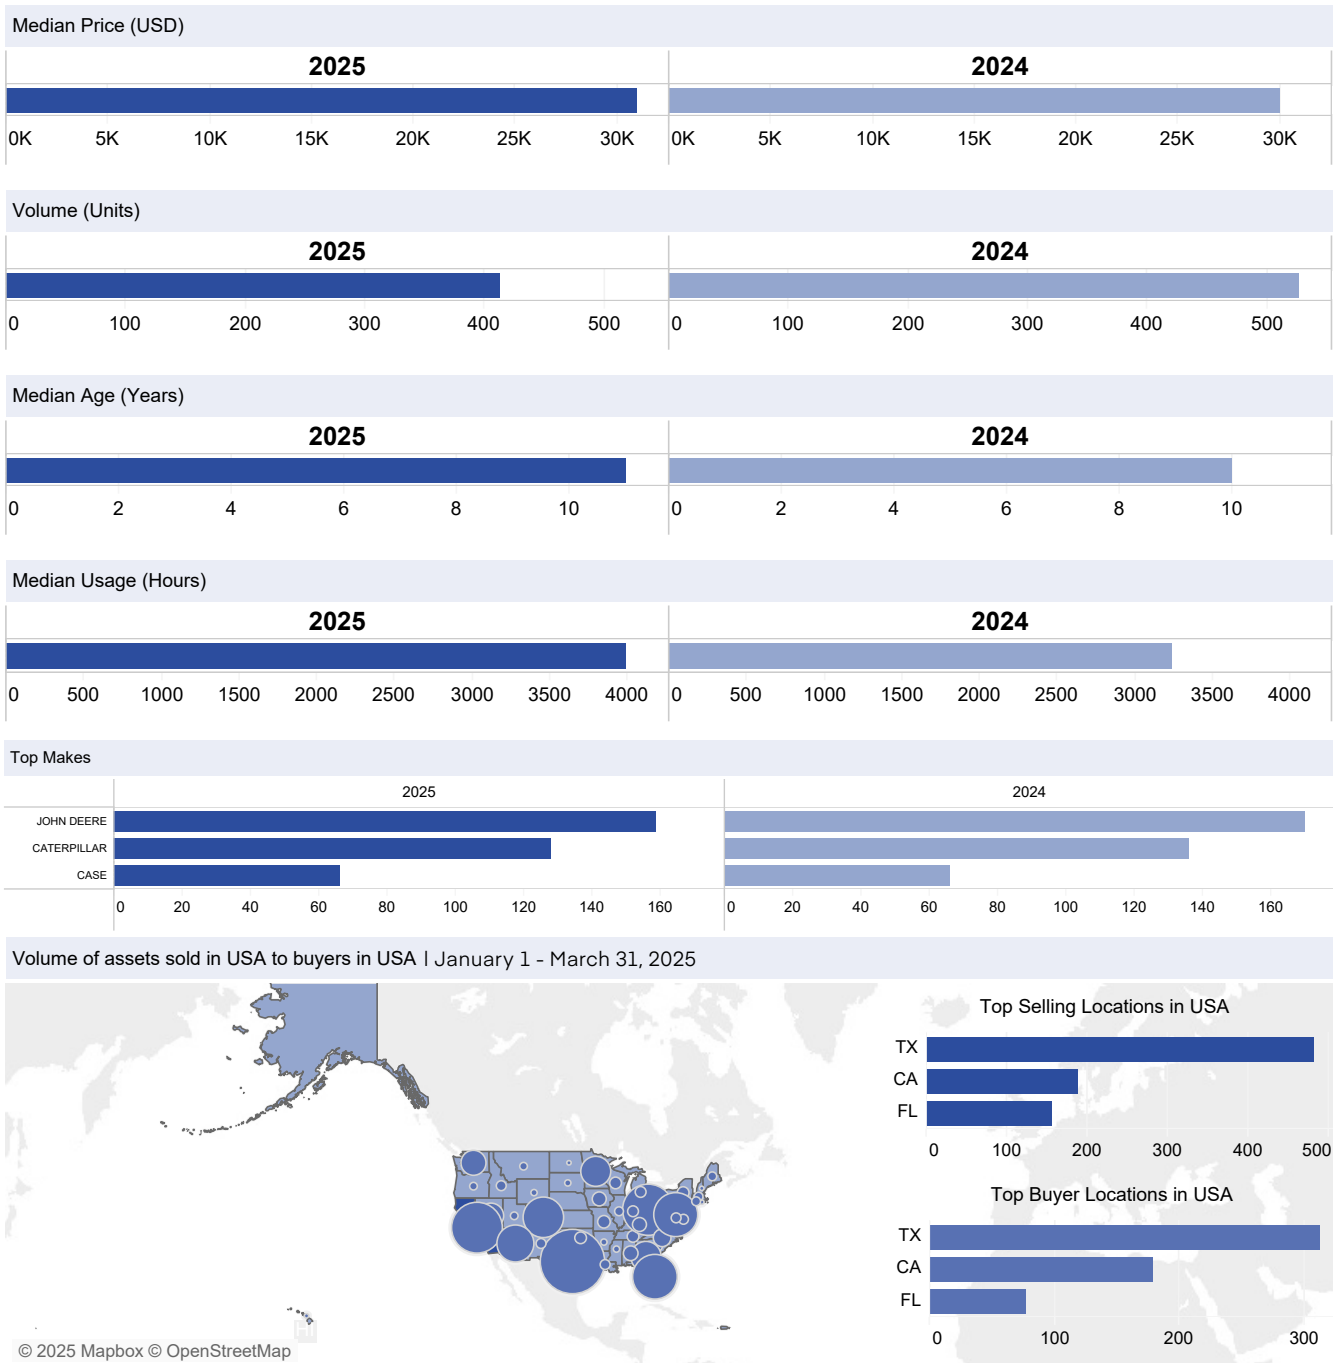 Median Price (USD)
2025 2024
0K 5K 10K 15K 20K 25K 30K 0K 5K 10K 15K 20K 25K 30K
Volume (Units)
2025 2024
0 100 200 300 400 500 0 100 200 300 400 500
Median Age (Years)
2025 2024
0 2 4 6 8 10 0 2 4 6 8 10
Median Usage (Hours)
2025 2024
0 500 1000 1500 2000 2500 3000 3500 4000 0 500 1000 1500 2000 2500 3000 3500 4000
Top Makes
2025 2024
JOHN DEERE
CATERPILLAR
CASE
0 20 40 60 80 100 120 140 160 0 20 40 60 80 100 120 140 160
Volume of assets sold in USA to buyers in USA | January 1 - March 31, 2025
Top Selling Locations in USA
TX
CA
FL
0 100 200 300 400 500
Top Buyer Locations in USA
TX
CA
FL
0 100 200 300
HI
© 2025 Mapbox © OpenStreetMap